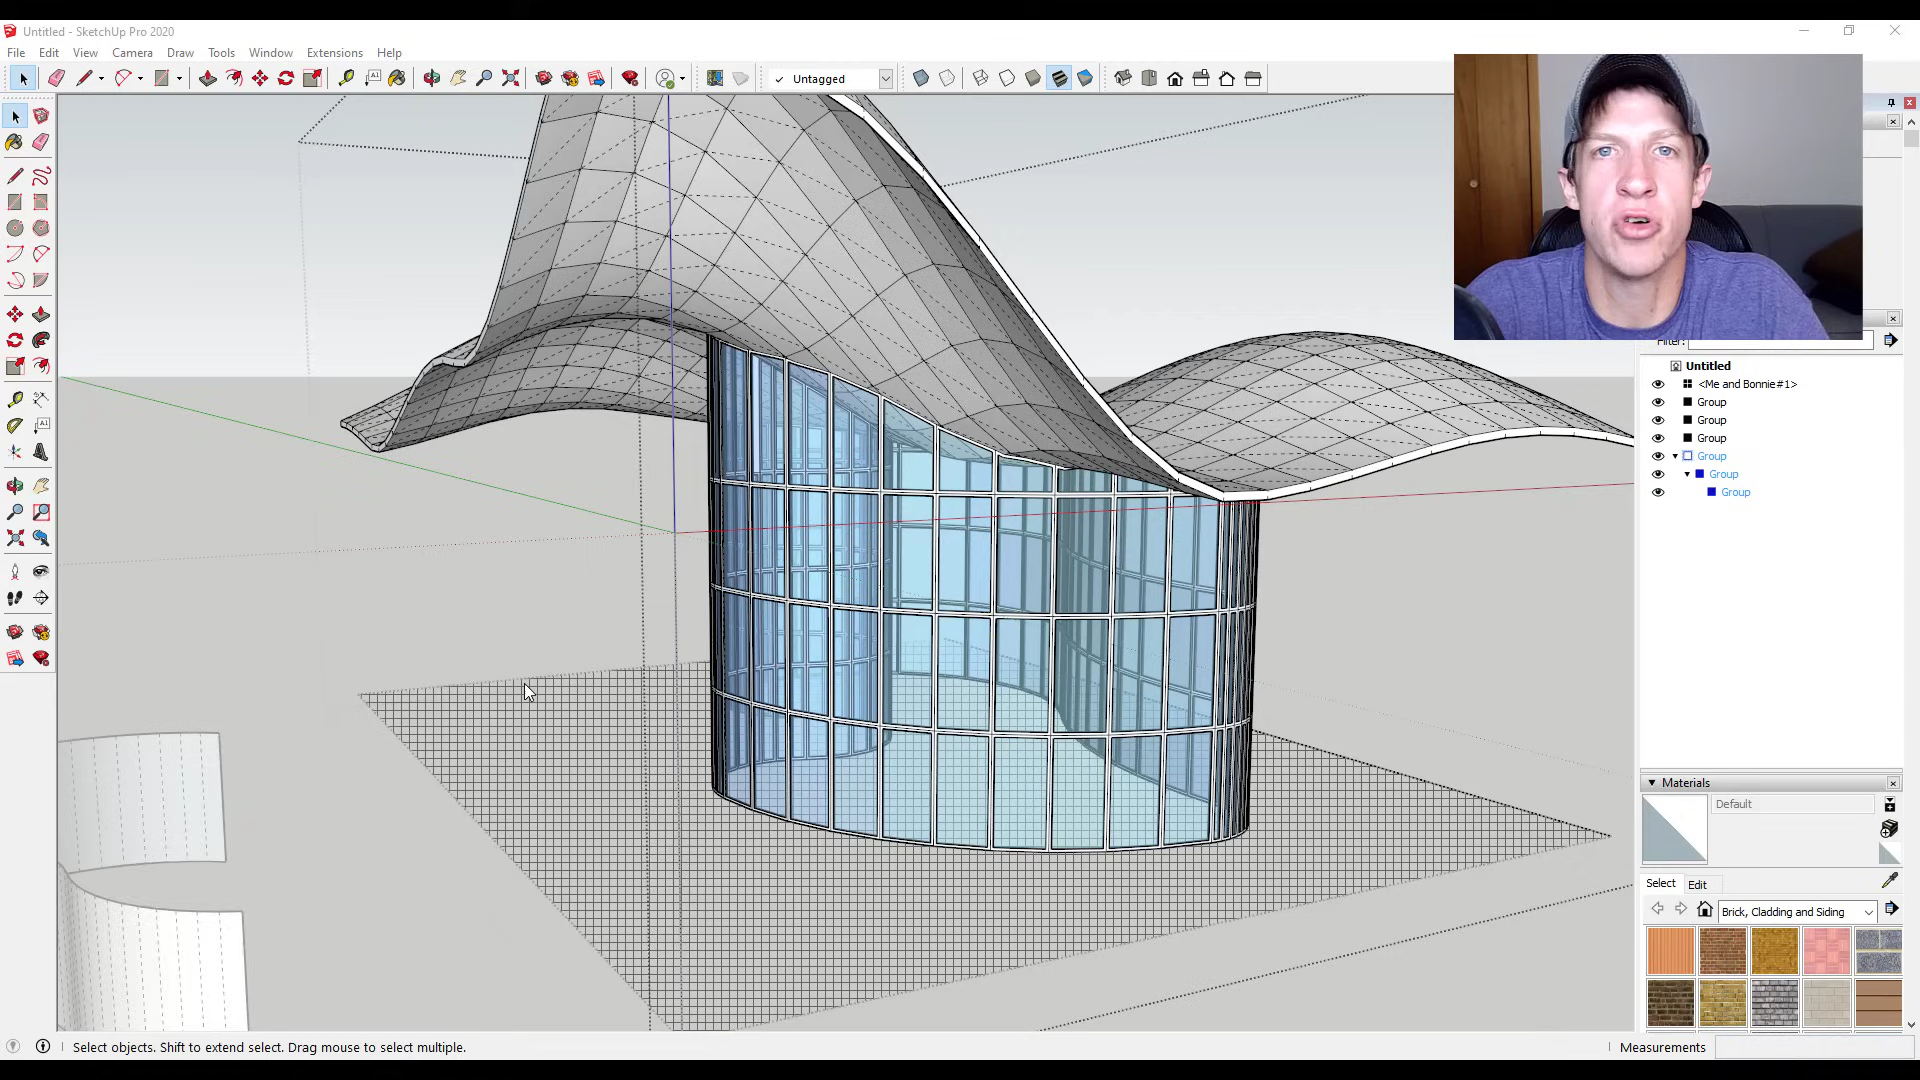 Untitled - SketchUp Pro 2020
File Edit View Camera Draw Tools Window Extensions Help
Untagged
Filter:
Untitled
<Me and Bonnie#1>
Group
Group
Group
Group
Group
Group
Materials
Default
Select Edit
Brick, Cladding and Siding
Select objects. Shift to extend select. Drag mouse to select multiple.
Measurements